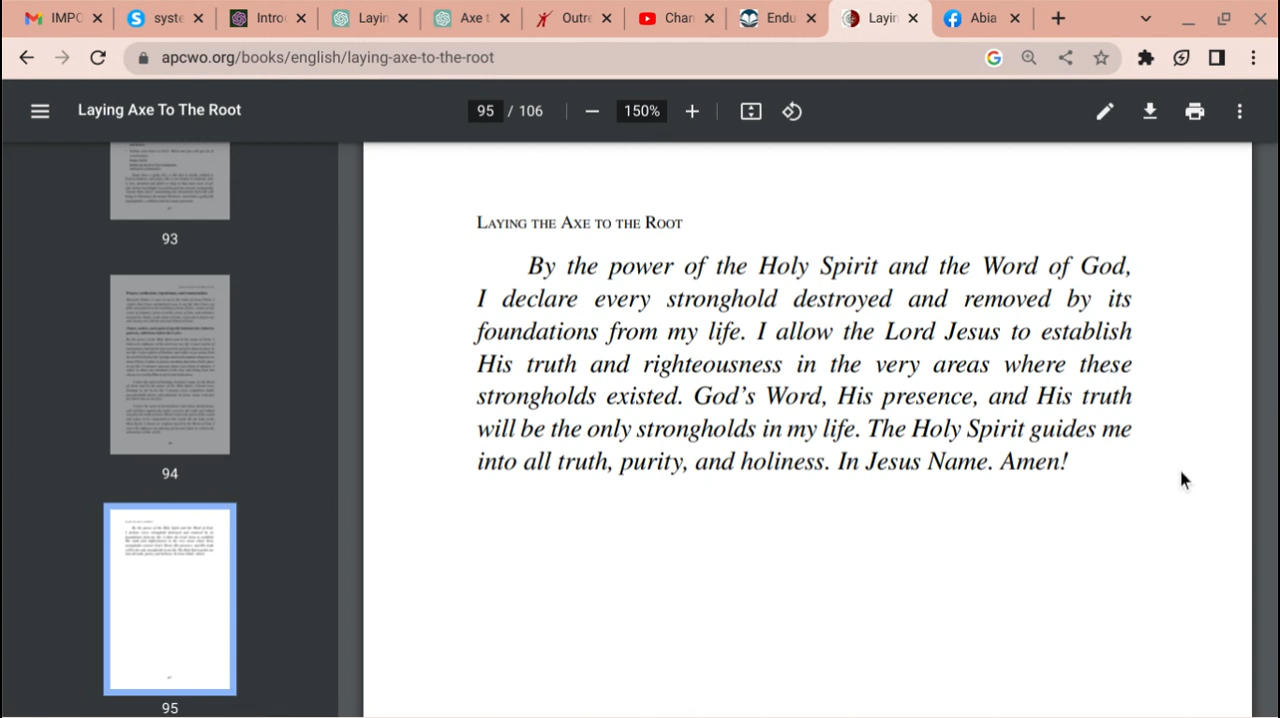 IMPC
syste
Intro
Layin
Axe t
Outre
Chan
Endu
Layin
Abia
apcwo.org/books/english/laying-axe-to-the-root
Laying Axe To The Root
95 / 106
150%
93
94
95
LAYING THE AXE TO THE ROOT
By the power of the Holy Spirit and the Word of God,
I declare every stronghold destroyed and removed by its
foundations from my life. I allow the Lord Jesus to establish
His truth and righteousness in the very areas where these
strongholds existed. God's Word, His presence, and His truth
will be the only strongholds in my life. The Holy Spirit guides me
into all truth, purity, and holiness. In Jesus Name. Amen!